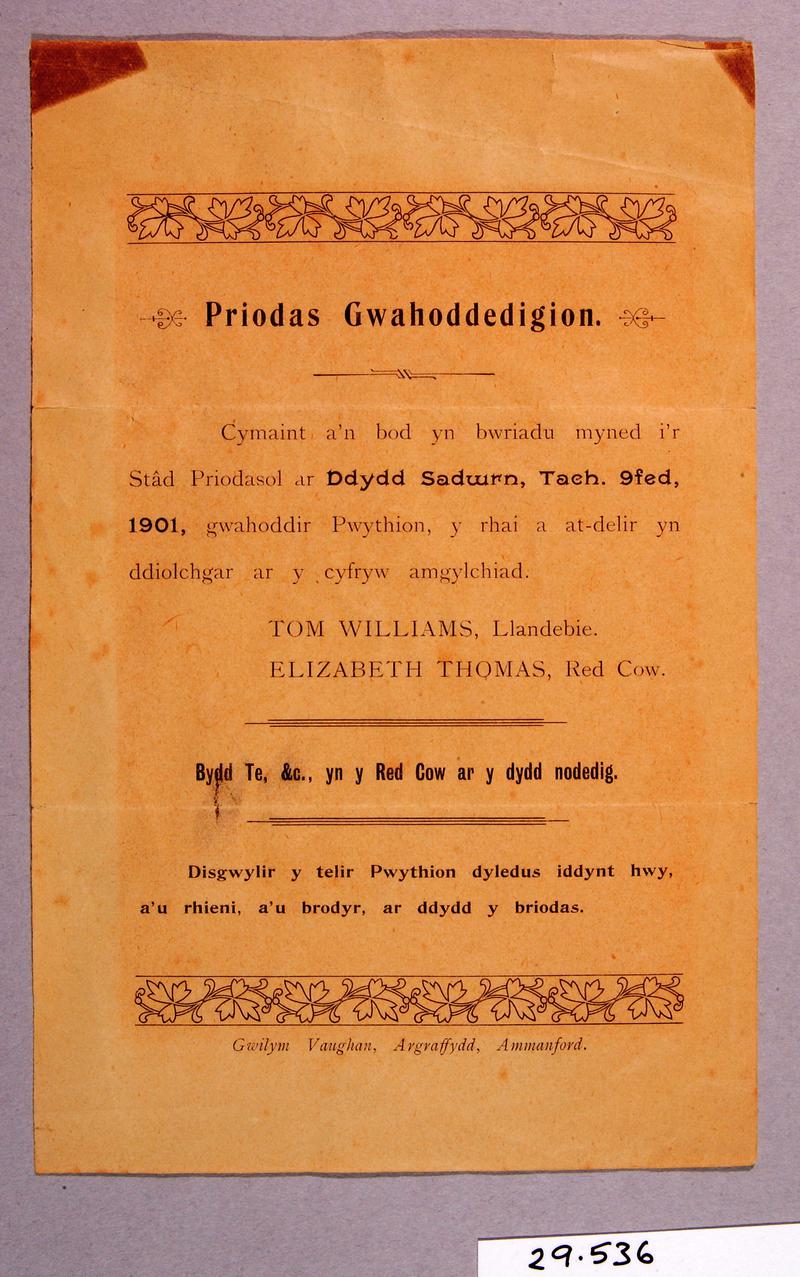 Priodas Gwahoddedigion.
Cymaint a'n bod yn bwriadu myned i'r
Stâd Priodasol ar Ddydd Sadwrn, Tach. 9fed,
1901, gwahoddir Pwythion, y rhai a at-delir yn
ddiolchgar ar y cyfryw amgylchiad.
TOM WILLIAMS, Llandebie.
ELIZABETH THOMAS, Red Cow.
Bydd Te, &c., yn y Red Cow ar y dydd nodedig.
Disgwylir y telir Pwythion dyledus iddynt hwy,
a'u rhieni, a'u brodyr, ar ddydd y briodas.
Gwilym Vaughan, Argraffydd, Ammanford.
29.536